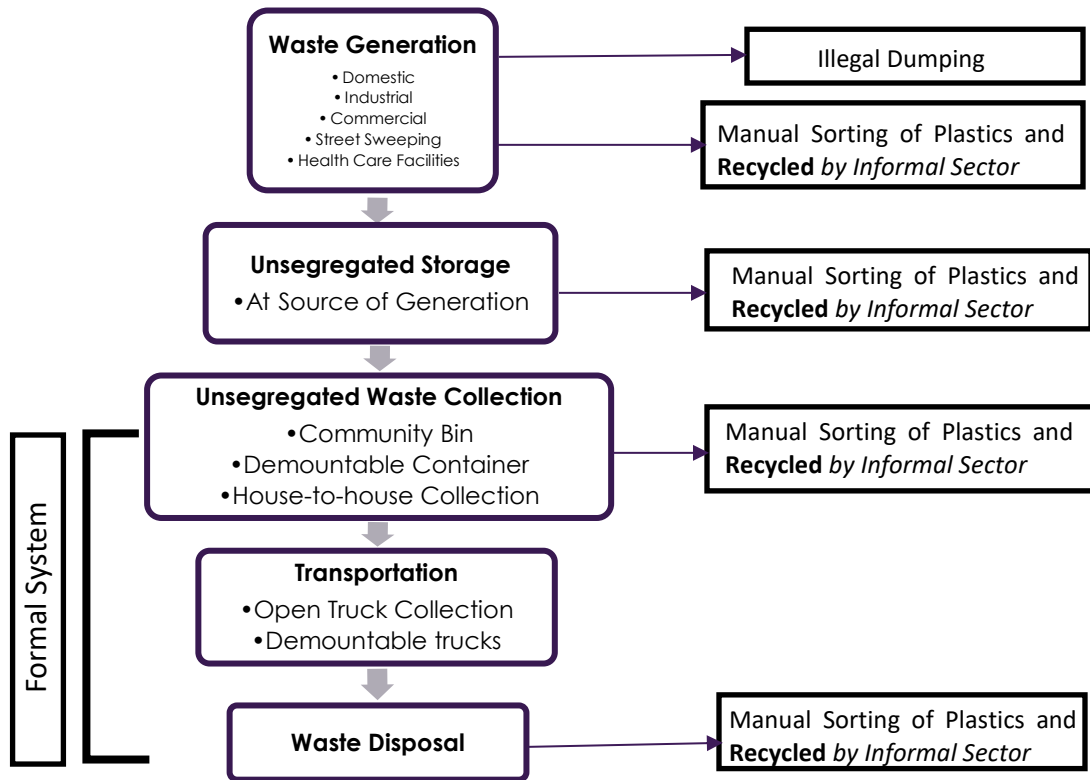 Waste Generation
•Domestic
•Industrial
•Commercial
•Street Sweeping
•Health Care Facilities
Illegal Dumping
Manual Sorting of Plastics and
Recycled by Informal Sector
Unsegregated Storage
•At Source of Generation
Manual Sorting of Plastics and
Recycled by Informal Sector
Unsegregated Waste Collection
•Community Bin
•Demountable Container
•House-to-house Collection
Manual Sorting of Plastics and
Recycled by Informal Sector
Formal System
Transportation
•Open Truck Collection
•Demountable trucks
Waste Disposal
Manual Sorting of Plastics and
Recycled by Informal Sector